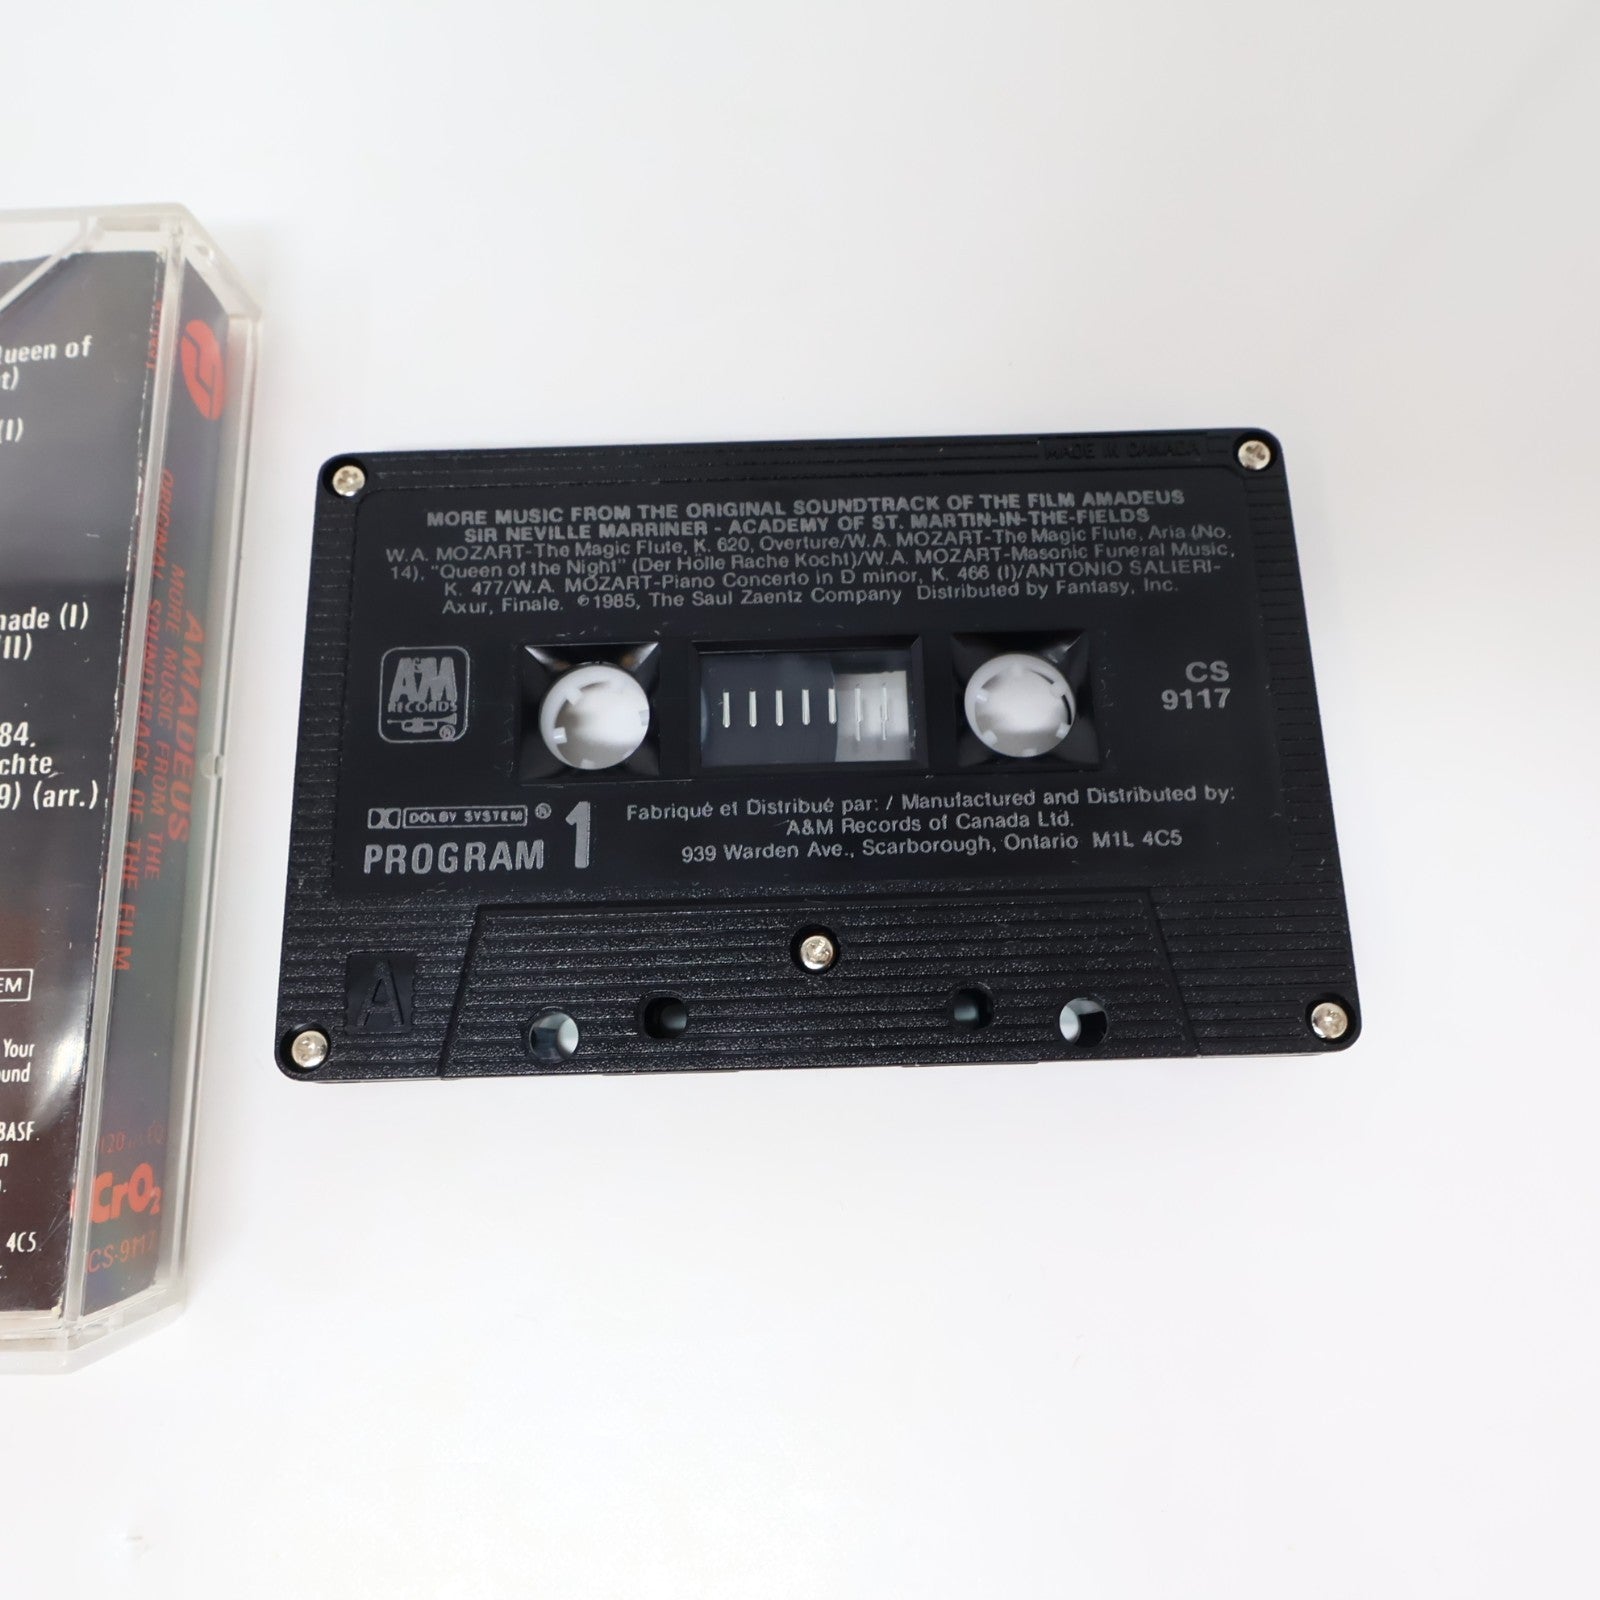 Queen of
(I)
nade (I)
84.
chte
9) (arr.)
EM
Your
ound
BASF.
4C5.
AMADEUS
MORE MUSIC FROM THE
ORIGINAL SOUNDTRACK OF THE FILM
CrO2
CS-9117
MADE IN CANADA
MORE MUSIC FROM THE ORIGINAL SOUNDTRACK OF THE FILM AMADEUS
SIR NEVILLE MARRINER - ACADEMY OF ST. MARTIN-IN-THE-FIELDS
W.A. MOZART-The Magic Flute, K. 620, Overture/W.A. MOZART-The Magic Flute, Aria (No.
14), "Queen of the Night" (Der Hölle Rache Kocht)/W.A. MOZART-Masonic Funeral Music,
K. 477/W.A. MOZART-Piano Concerto in D minor, K. 466 (I)/ANTONIO SALIERI-
Axur, Finale. ℗1985, The Saul Zaentz Company Distributed by Fantasy, Inc.
A&M
RECORDS
®
CS
9117
DOLBY SYSTEM ®
PROGRAM 1
Fabriqué et Distribué par: / Manufactured and Distributed by:
A&M Records of Canada Ltd.
939 Warden Ave., Scarborough, Ontario M1L 4C5
A